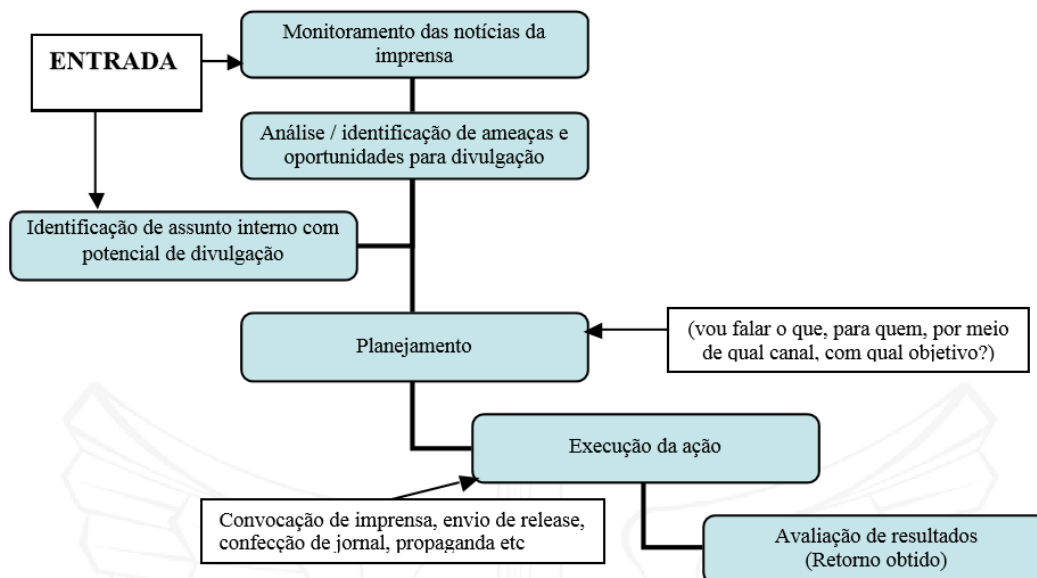 Monitoramento das notícias da
imprensa
ENTRADA
Análise / identificação de ameaças e
oportunidades para divulgação
Identificação de assunto interno com
potencial de divulgação
Planejamento
(vou falar o que, para quem, por meio
de qual canal, com qual objetivo?)
Execução da ação
Convocação de imprensa, envio de release,
confecção de jornal, propaganda etc
Avaliação de resultados
(Retorno obtido)